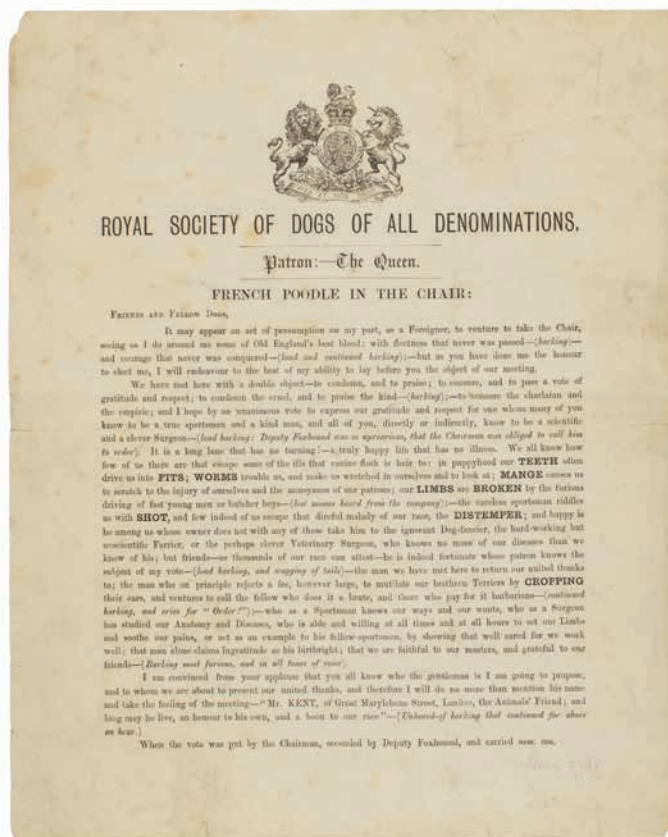 ROYAL SOCIETY OF DOGS OF ALL DENOMINATIONS.
Patron:—The Queen.
FRENCH POODLE IN THE CHAIR:
FRIENDS AND FELLOW DOGS,
It may appear an act of presumption on my part, as a Foreigner, to venture to take the Chair,
seeing as I do around me some of Old England's best blood; with fleetness that never was passed—(barking);—
and courage that never was conquered—(loud and continued barking);—but as you have done me the honour
to elect me, I will endeavour to the best of my ability to lay before you the object of our meeting.
We have met here with a double object—to condemn, and to praise; to censure, and to pass a vote of
gratitude and respect; to condemn the cruel, and to praise the kind—(barking);—to censure the charlatan and
the empiric; and I hope by an unanimous vote to express our gratitude and respect for one whom many of you
know to be a true sportsman and a kind man, and all of you, directly or indirectly, know to be a scientific
and a clever Surgeon—(loud barking: Deputy Foxhound was so uproarious, that the Chairman was obliged to call him
to order). It is a long lane that has no turning!—a truly happy life that has no illness. We all know how
few of us there are that escape some of the ills that canine flesh is heir to: in puppyhood our TEETH often
drive us into FITS; WORMS trouble us, and make us wretched in ourselves and to look at; MANGE causes us
to scratch to the injury of ourselves and the annoyance of our patrons; our LIMBS are BROKEN by the furious
driving of fast young men or butcher boys—(low moans heard from the company);—the careless sportsman riddles
us with SHOT, and few indeed of us escape that direful malady of our race, the DISTEMPER; and happy is
he among us whose owner does not with any of these take him to the ignorant Dog-fancier, the hard-working but
unscientific Farrier, or the perhaps clever Veterinary Surgeon, who knows no more of our diseases than we
know of his; but friends—as thousands of our race can attest—he is indeed fortunate whose patron knows the
subject of my vote—(loud barking, and wagging of tails)—the man we have met here to return our united thanks
to; the man who on principle rejects a fee, however large, to mutilate our brethren Terriers by CROPPING
their ears, and ventures to call the fellow who does it a brute, and those who pay for it barbarians—(continued
barking, and cries for "Order!");—who as a Sportsman knows our ways and our wants, who as a Surgeon
has studied our Anatomy and Diseases, who is able and willing at all times and at all hours to set our Limbs
and soothe our pains, or act as an example to his fellow-sportsmen, by showing that well cared for we work
well; that man alone claims Ingratitude as his birthright; that we are faithful to our masters, and grateful to our
friends—(Barking most furious, and in all tones of voice).
I am convinced from your applause that you all know who the gentleman is I am going to propose,
and to whom we are about to present our united thanks, and therefore I will do no more than mention his name
and take the feeling of the meeting—"Mr. KENT, of Great Marylebone Street, London, the Animals' Friend; and
long may he live, an honour to his own, and a boon to our race"—(Unheard-of barking that continued for above
an hour.)
When the vote was put by the Chairman, seconded by Deputy Foxhound, and carried nem. con.